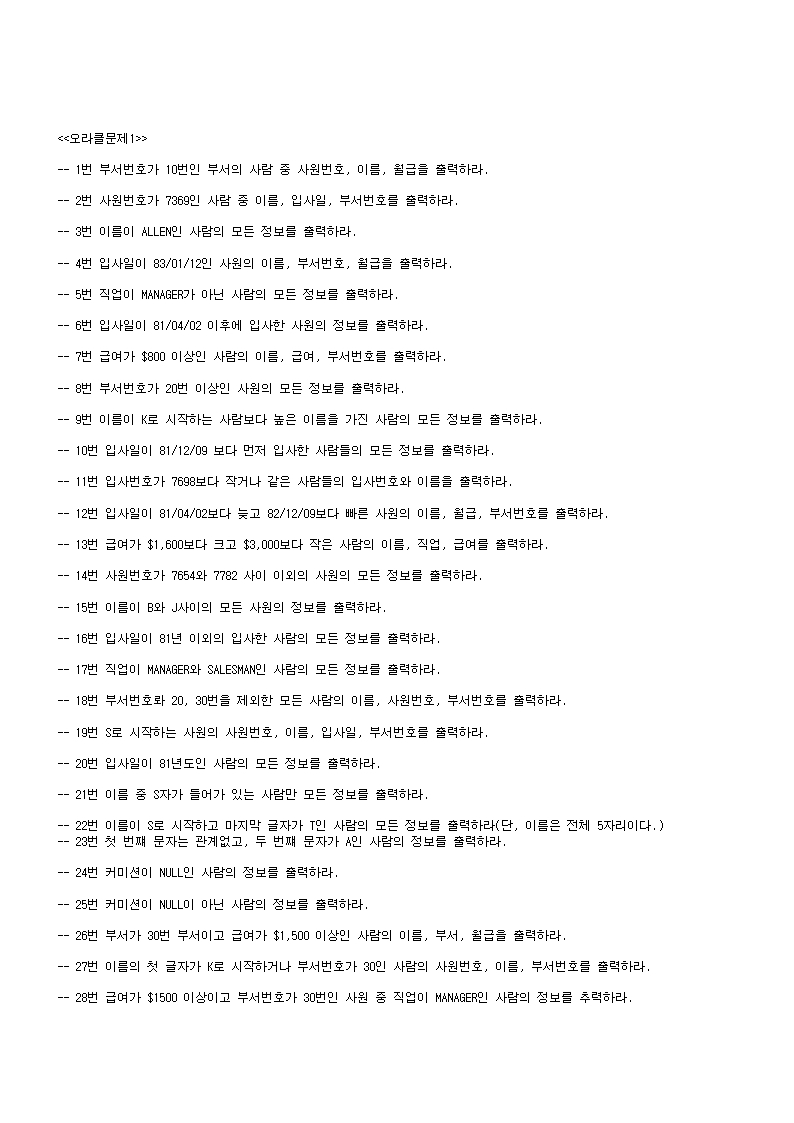 <<오라클문제1>>
-- 1번 부서번호가 10번인 부서의 사람 중 사원번호, 이름, 월급을 출력하라.
-- 2번 사원번호가 7369인 사람 중 이름, 입사일, 부서번호를 출력하라.
-- 3번 이름이 ALLEN인 사람의 모든 정보를 출력하라.
-- 4번 입사일이 83/01/12인 사원의 이름, 부서번호, 월급을 출력하라.
-- 5번 직업이 MANAGER가 아닌 사람의 모든 정보를 출력하라.
-- 6번 입사일이 81/04/02 이후에 입사한 사원의 정보를 출력하라.
-- 7번 급여가 $800 이상인 사람의 이름, 급여, 부서번호를 출력하라.
-- 8번 부서번호가 20번 이상인 사원의 모든 정보를 출력하라.
-- 9번 이름이 K로 시작하는 사람보다 높은 이름을 가진 사람의 모든 정보를 출력하라.
-- 10번 입사일이 81/12/09 보다 먼저 입사한 사람들의 모든 정보를 출력하라.
-- 11번 입사번호가 7698보다 작거나 같은 사람들의 입사번호와 이름을 출력하라.
-- 12번 입사일이 81/04/02보다 늦고 82/12/09보다 빠른 사원의 이름, 월급, 부서번호를 출력하라.
-- 13번 급여가 $1,600보다 크고 $3,000보다 작은 사람의 이름, 직업, 급여를 출력하라.
-- 14번 사원번호가 7654와 7782 사이 이외의 사원의 모든 정보를 출력하라.
-- 15번 이름이 B와 J사이의 모든 사원의 정보를 출력하라.
-- 16번 입사일이 81년 이외의 입사한 사람의 모든 정보를 출력하라.
-- 17번 직업이 MANAGER와 SALESMAN인 사람의 모든 정보를 출력하라.
-- 18번 부서번호롸 20, 30번을 제외한 모든 사람의 이름, 사원번호, 부서번호를 출력하라.
-- 19번 S로 시작하는 사원의 사원번호, 이름, 입사일, 부서번호를 출력하라.
-- 20번 입사일이 81년도인 사람의 모든 정보를 출력하라.
-- 21번 이름 중 S자가 들어가 있는 사람만 모든 정보를 출력하라.
-- 22번 이름이 S로 시작하고 마지막 글자가 T인 사람의 모든 정보를 출력하라(단, 이름은 전체 5자리이다.)
-- 23번 첫 번째 문자는 관계없고, 두 번째 문자가 A인 사람의 정보를 출력하라.
-- 24번 커미션이 NULL인 사람의 정보를 출력하라.
-- 25번 커미션이 NULL이 아닌 사람의 정보를 출력하라.
-- 26번 부서가 30번 부서이고 급여가 $1,500 이상인 사람의 이름, 부서, 월급을 출력하라.
-- 27번 이름의 첫 글자가 K로 시작하거나 부서번호가 30인 사람의 사원번호, 이름, 부서번호를 출력하라.
-- 28번 급여가 $1500 이상이고 부서번호가 30번인 사원 중 직업이 MANAGER인 사람의 정보를 추력하라.